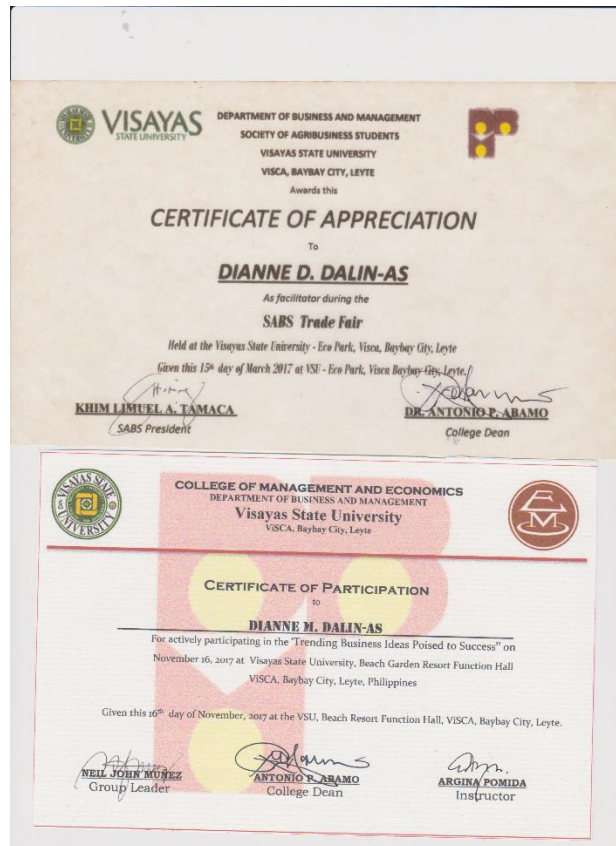 VISAYAS
STATE UNIVERSITY
DEPARTMENT OF BUSINESS AND MANAGEMENT
SOCIETY OF AGRIBUSINESS STUDENTS
VISAYAS STATE UNIVERSITY
VISCA, BAYBAY CITY, LEYTE
Awards this
CERTIFICATE OF APPRECIATION
To
DIANNE D. DALIN-AS
As facilitator during the
SABS Trade Fair
Held at the Visayas State University - Eco Park, Visca, Baybay City, Leyte
Given this 15th day of March 2017 at VSU - Eco Park, Visca Baybay City, Leyte.
KHIM LIMUEL A. TAMACA
SABS President
DR. ANTONIO P. ABAMO
College Dean
VISAYAS STATE
UNIVERSITY
COLLEGE OF MANAGEMENT AND ECONOMICS
DEPARTMENT OF BUSINESS AND MANAGEMENT
Visayas State University
ViSCA, Baybay City, Leyte
CERTIFICATE OF PARTICIPATION
to
DIANNE M. DALIN-AS
For actively participating in the "Trending Business Ideas Poised to Success" on
November 16, 2017 at Visayas State University, Beach Garden Resort Function Hall
ViSCA, Baybay City, Leyte, Philippines
Given this 16th day of November, 2017 at the VSU, Beach Resort Function Hall, ViSCA, Baybay City, Leyte.
NEIL JOHN MUÑEZ
Group Leader
ANTONIO P. ABAMO
College Dean
ARGINA POMIDA
Instructor